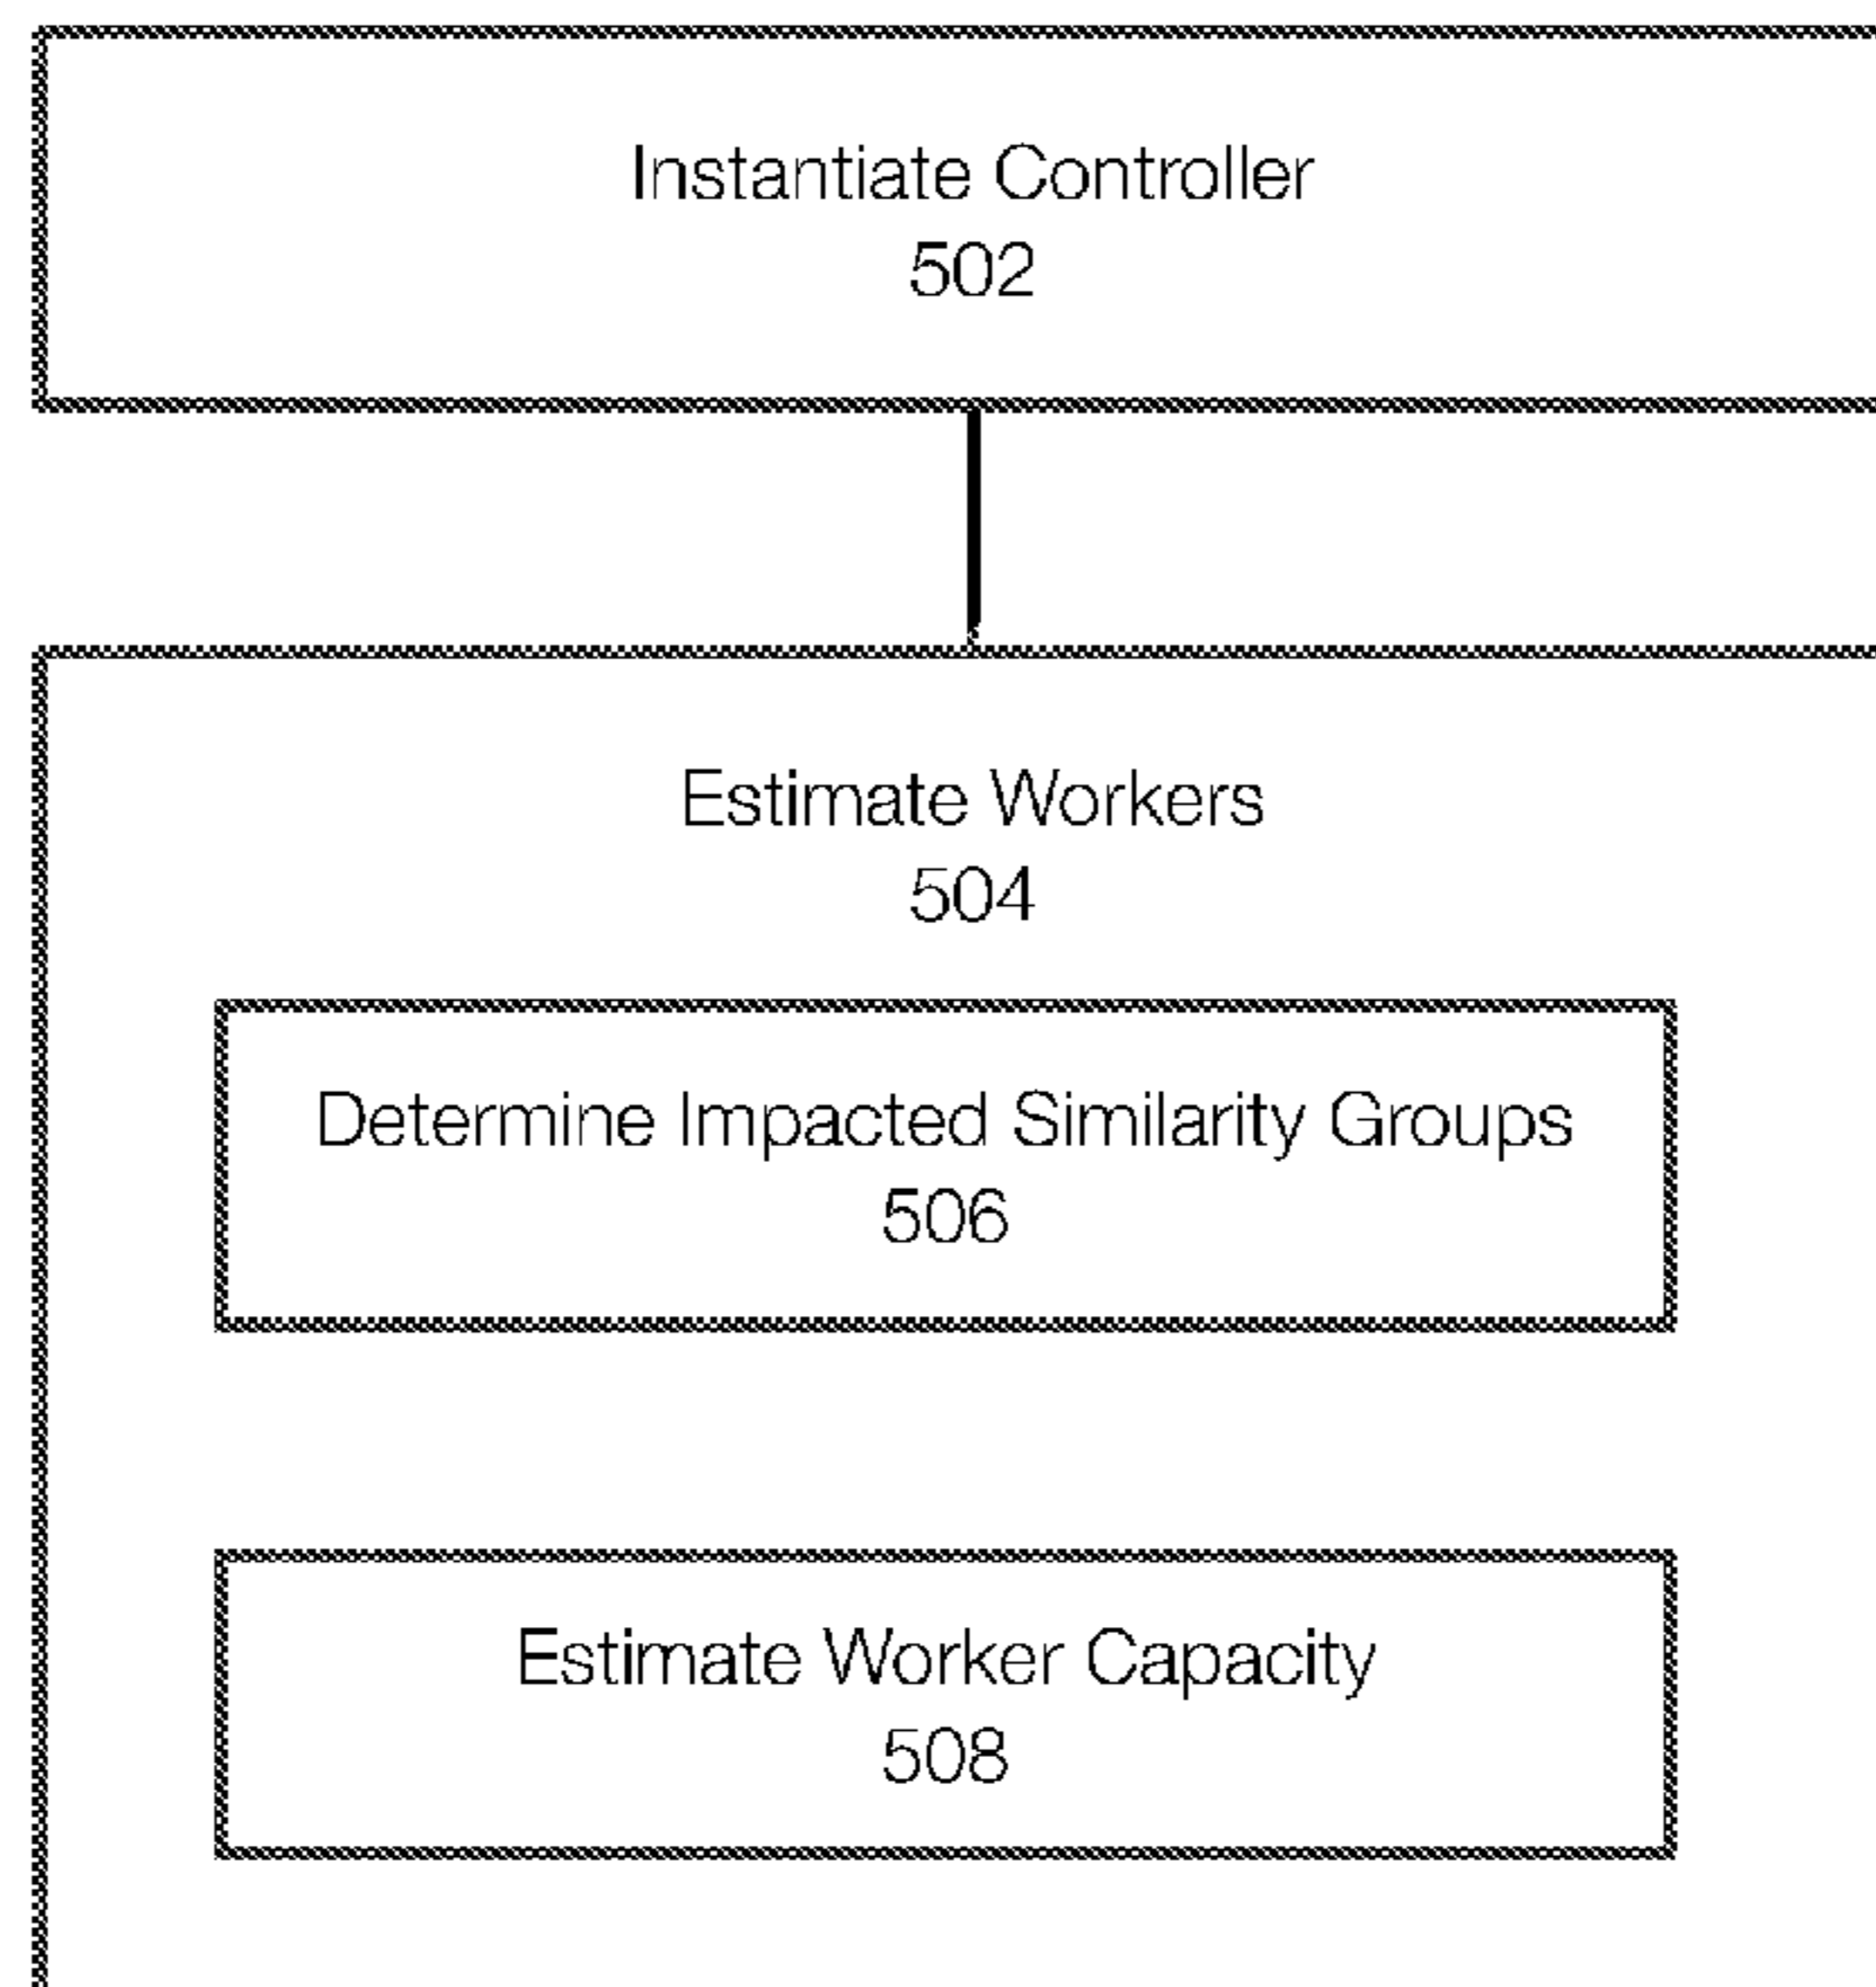 Instantiate Controller
502
Estimate Workers
504
Determine Impacted Similarity Groups
506
Estimate Worker Capacity
508